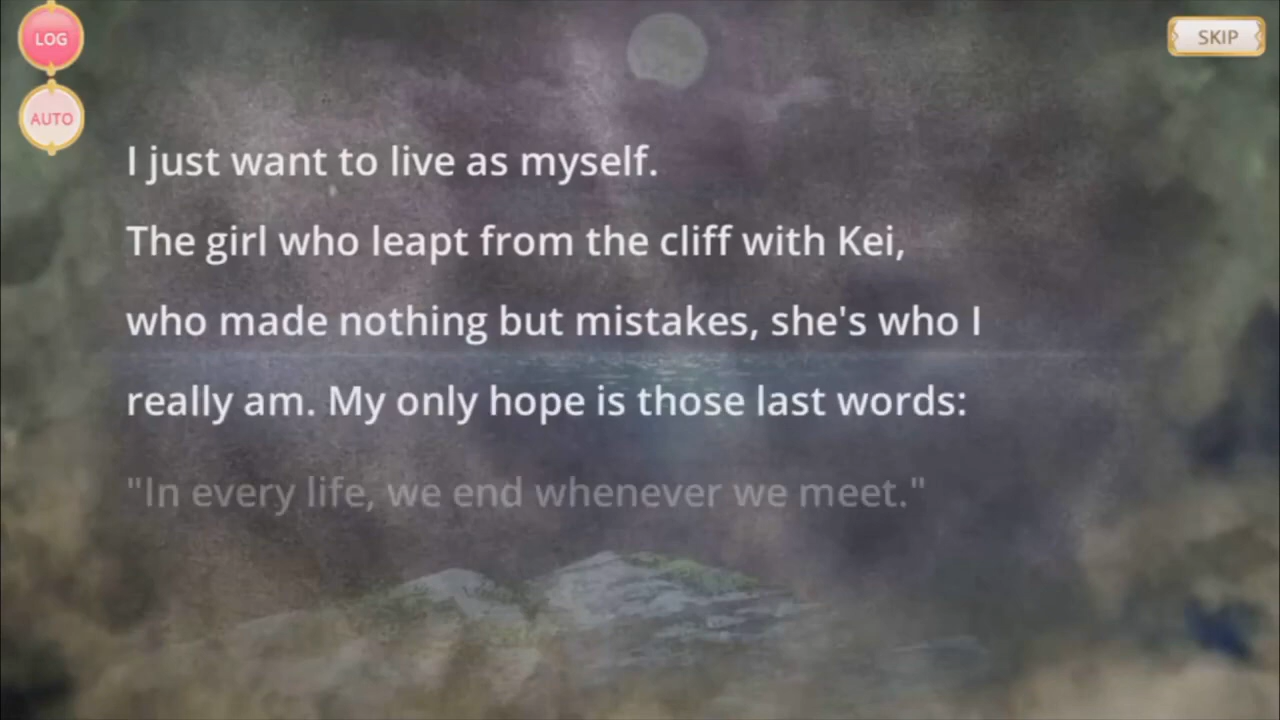 LOG
SKIP
AUTO
I just want to live as myself.
The girl who leapt from the cliff with Kei,
who made nothing but mistakes, she's who I
really am. My only hope is those last words:
"In every life, we end whenever we meet."